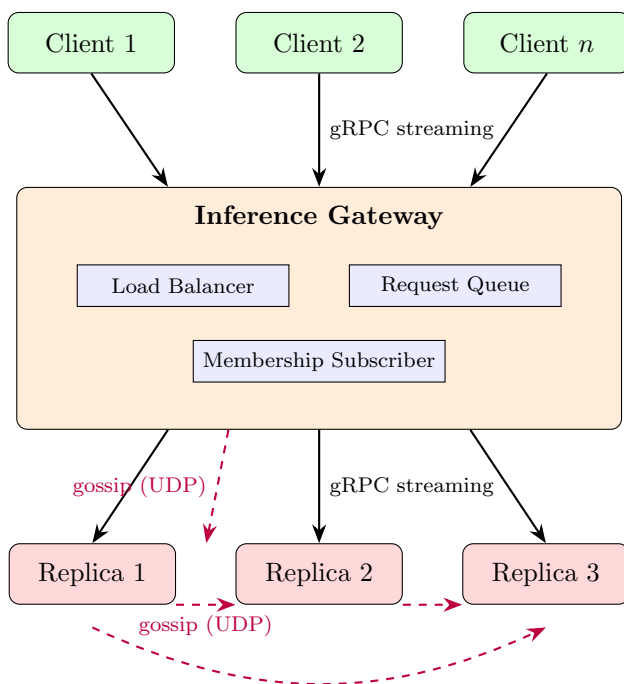 Client 1
Client 2
Client n
gRPC streaming
Inference Gateway
Load Balancer
Request Queue
Membership Subscriber
gossip (UDP)
gRPC streaming
Replica 1
Replica 2
Replica 3
gossip (UDP)